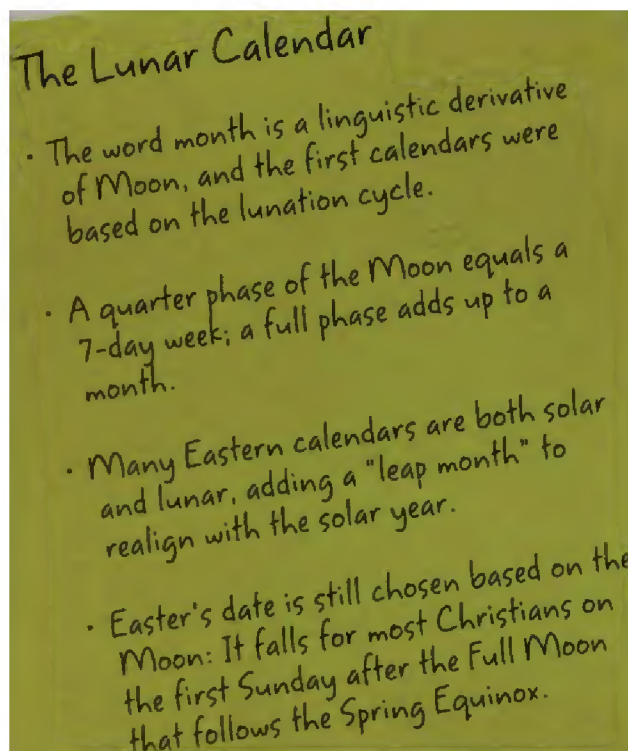 The Lunar Calendar
· The word month is a linguistic derivative
of Moon, and the first calendars were
based on the lunation cycle.
· A quarter phase of the Moon equals a
7-day week; a full phase adds up to a
month.
· Many Eastern calendars are both solar
and lunar, adding a "leap month" to
realign with the solar year.
· Easter's date is still chosen based on the
Moon: It falls for most Christians on
the first Sunday after the Full Moon
that follows the Spring Equinox.